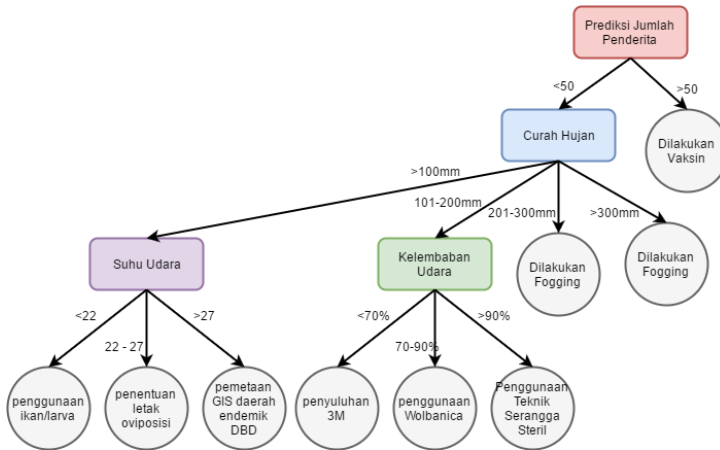 Prediksi Jumlah
Penderita
<50
>50
Curah Hujan
Dilakukan
Vaksin
>100mm
101-200mm
201-300mm
>300mm
Suhu Udara
Kelembaban
Udara
Dilakukan
Fogging
Dilakukan
Fogging
<22
22 - 27
>27
<70%
70-90%
>90%
penggunaan
ikan/larva
penentuan
letak
oviposisi
pemetaan
GIS daerah
endemik
DBD
penyuluhan
3M
penggunaan
Wolbanica
Penggunaan
Teknik
Serangga
Steril